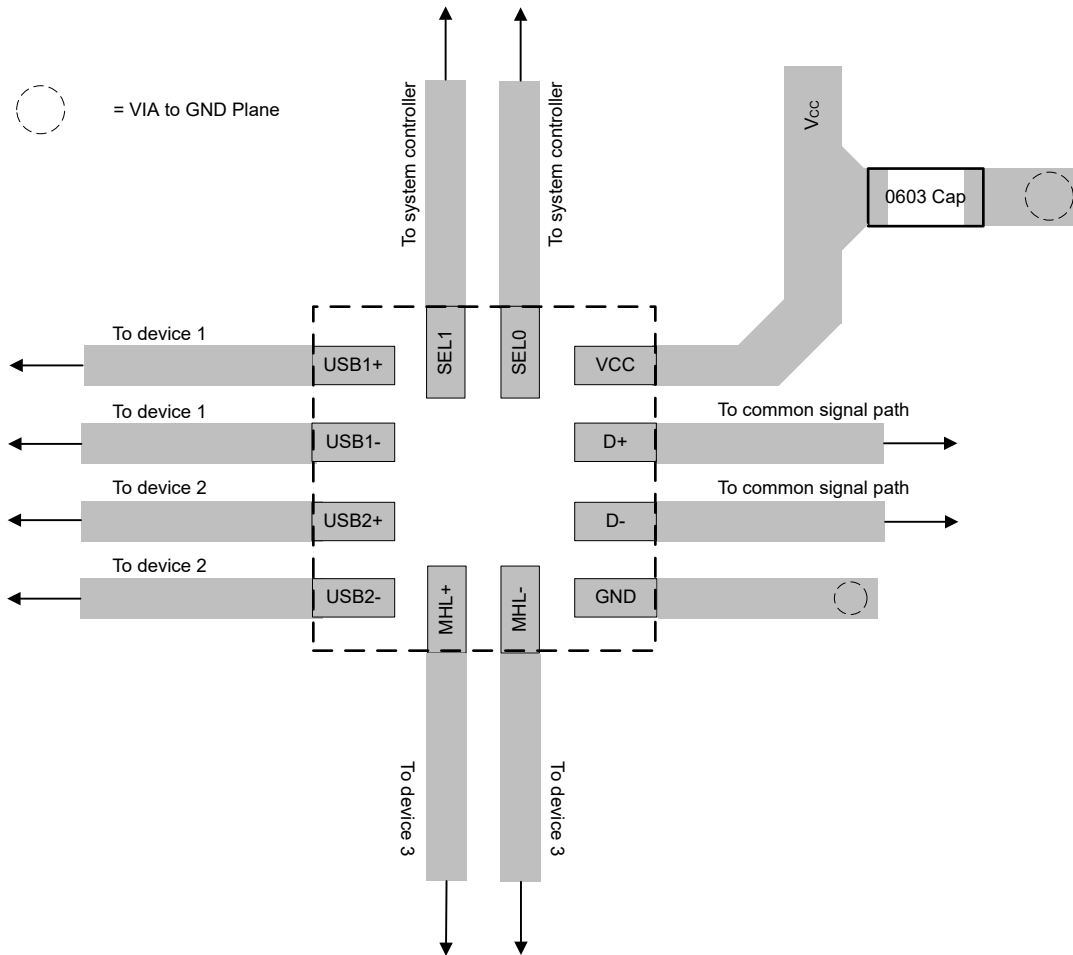 = VIA to GND Plane
To system controller
To system controller
Vcc
0603 Cap
To device 1
USB1+
SEL1
SEL0
VCC
To device 1
USB1-
D+
To common signal path
To device 2
USB2+
D-
To common signal path
To device 2
USB2-
MHL+
MHL-
GND
To device 3
To device 3